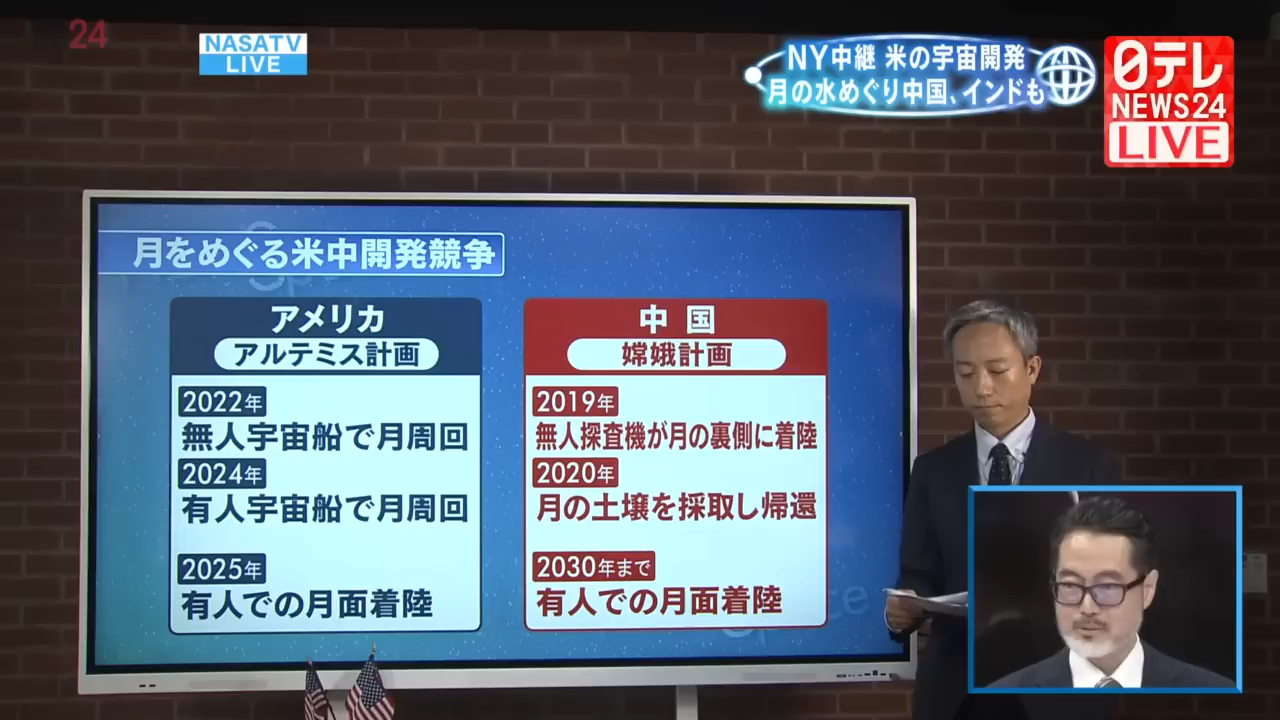 24
NASATV
LIVE
NY中継 米の宇宙開発
月の水めぐり中国、インドも
日テレ
NEWS24
LIVE
月をめぐる米中開発競争
アメリカ
アルテミス計画
2022年
無人宇宙船で月周回
2024年
有人宇宙船で月周回
2025年
有人での月面着陸
中国
嫦娥計画
2019年
無人探査機が月の裏側に着陸
2020年
月の土壌を採取し帰還
2030年まで
有人での月面着陸